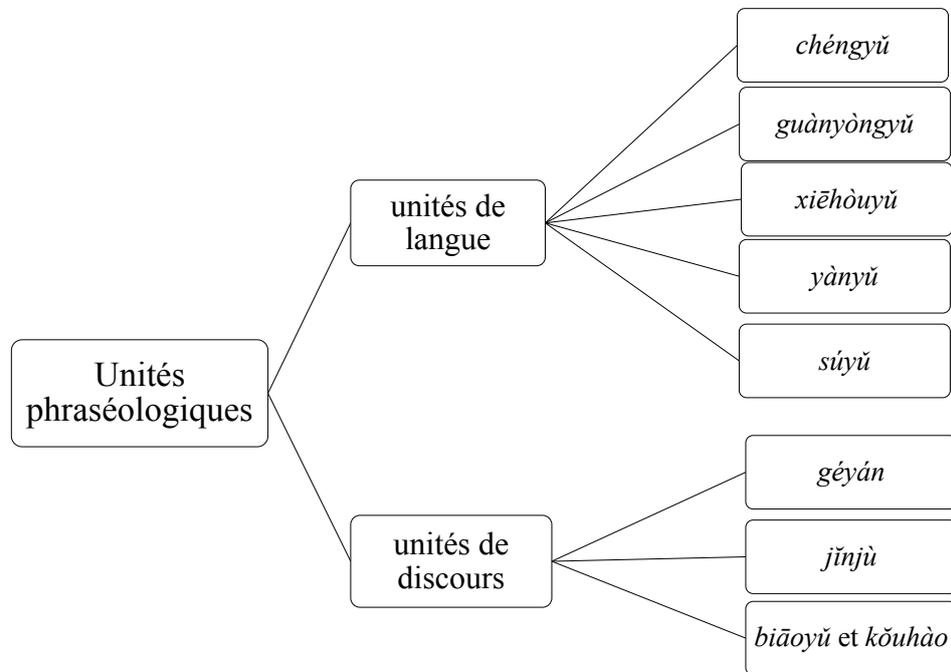 Unités
phraséologiques
unités de
langue
chéngyǔ
guànyòngyǔ
xiēhòuyǔ
yànyǔ
súyǔ
unités de
discours
géyán
jǐnjù
biāoyǔ et kǒuhào